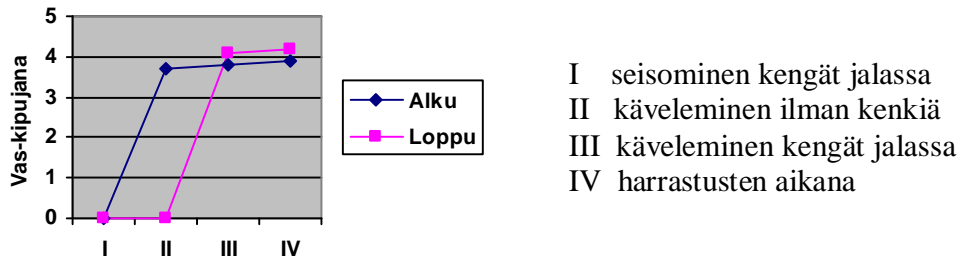 5
4
3
2
1
0
Vas-kipujana
I II III IV
Alku
Loppu
I seisominen kengät jalassa
II käveleminen ilman kenkiä
III käveleminen kengät jalassa
IV harrastusten aikana